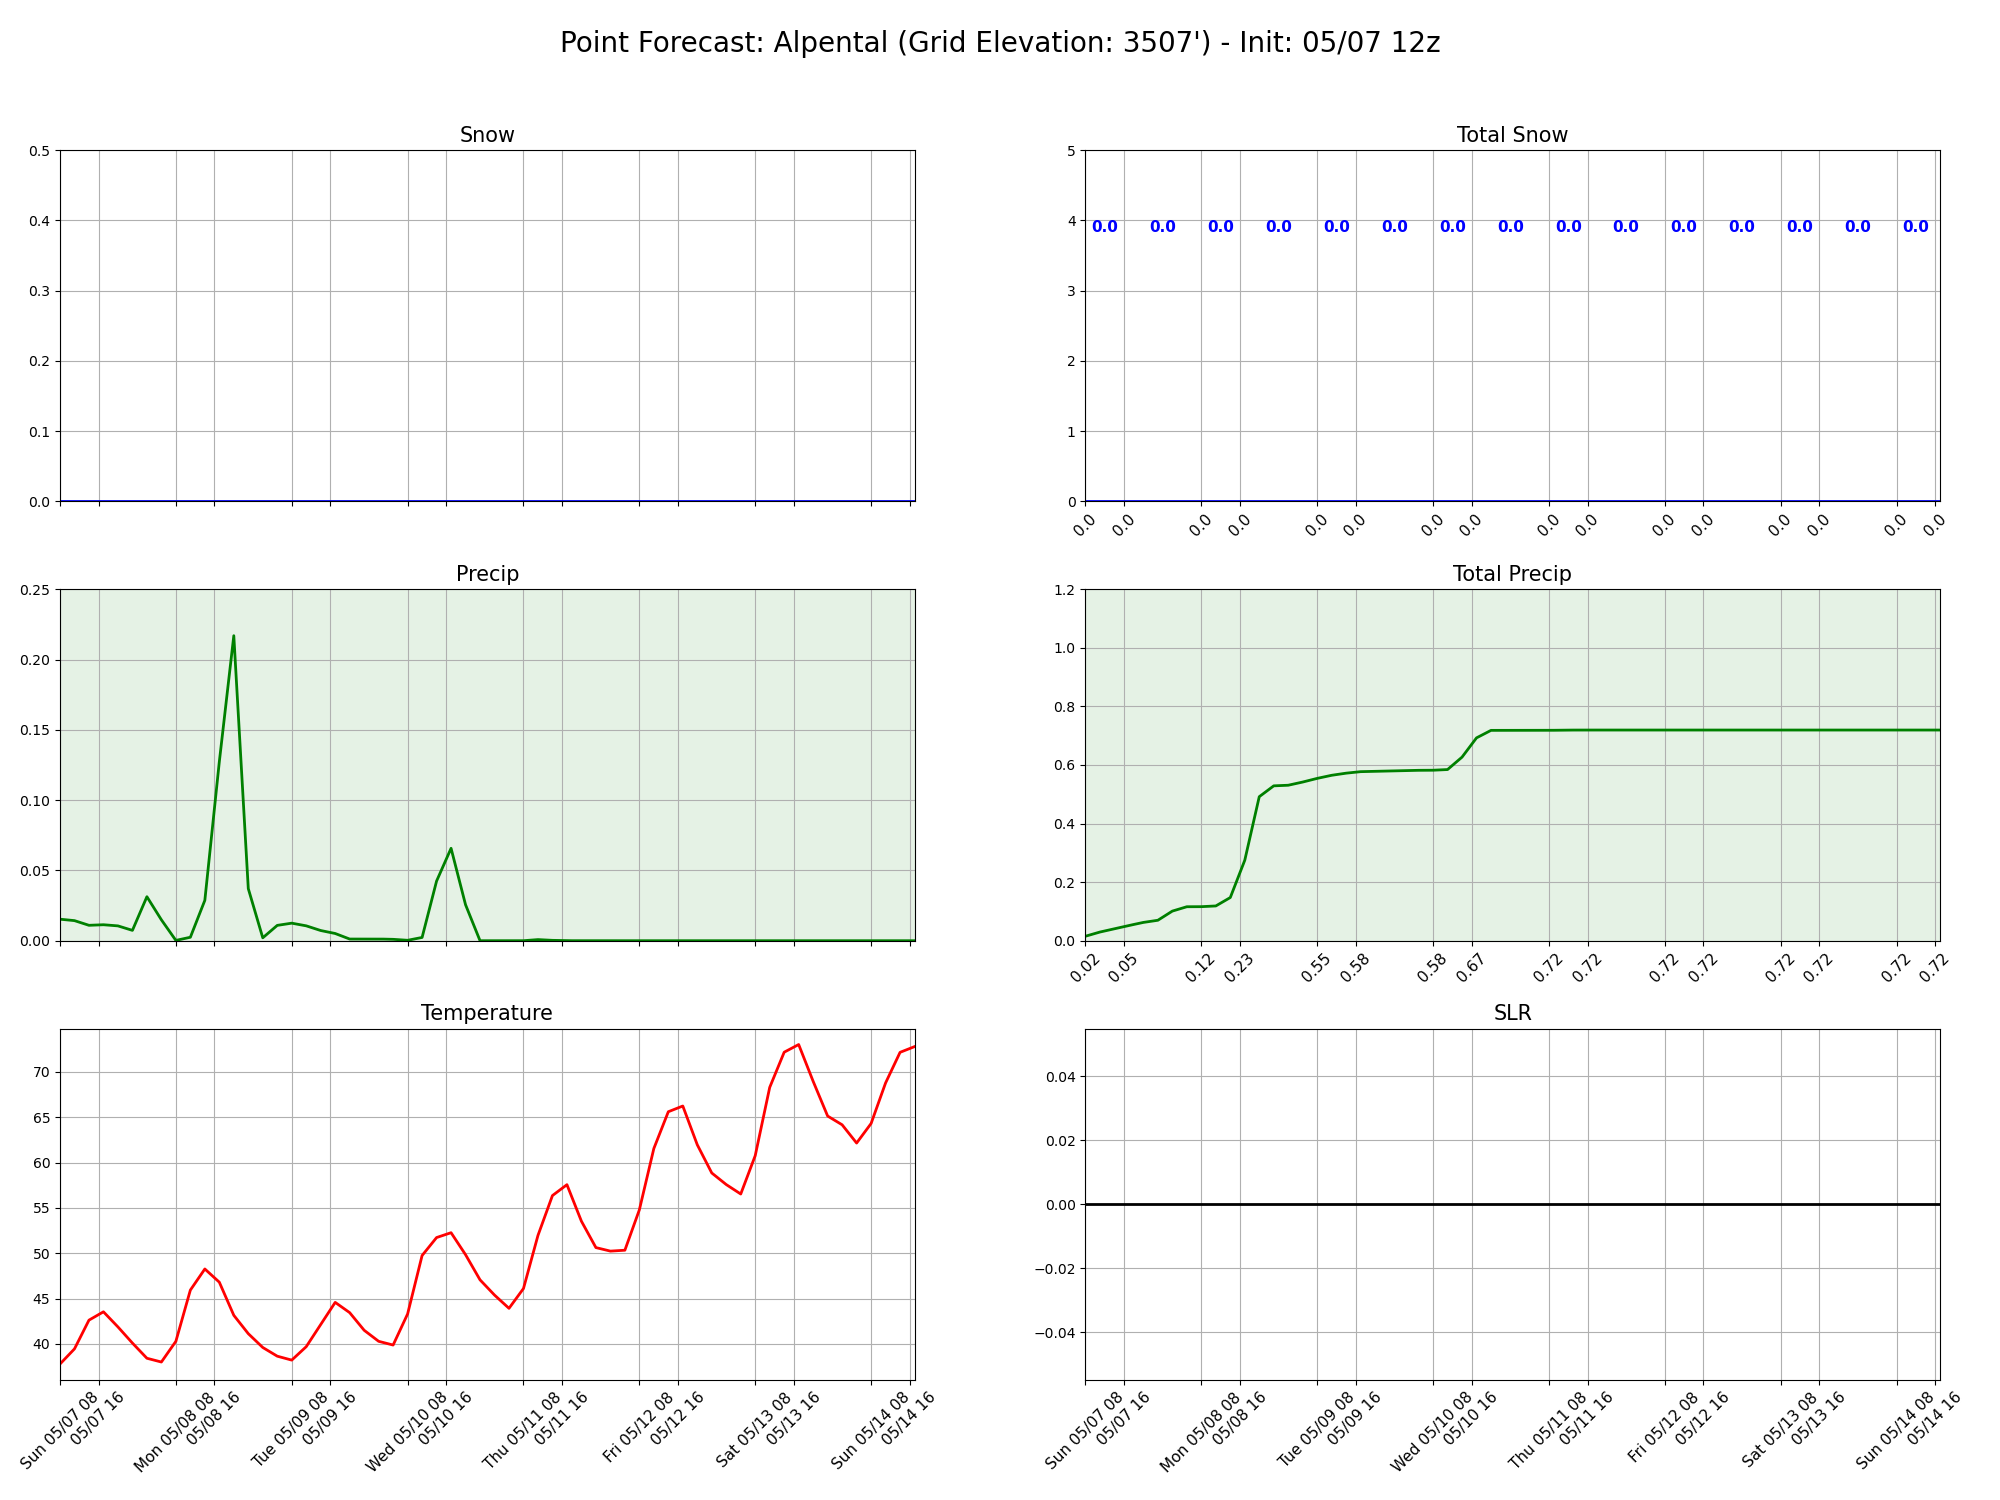 Point Forecast: Alpental (Grid Elevation: 3507') - Init: 05/07 12z
Snow
0.5
0.4
0.3
0.2
0.1
0.0
Total Snow
5
4
3
2
1
0
0.0 0.0 0.0 0.0 0.0 0.0 0.0 0.0 0.0 0.0 0.0 0.0 0.0 0.0 0.0
0.0 0.0 0.0 0.0 0.0 0.0 0.0 0.0 0.0 0.0 0.0 0.0 0.0 0.0 0.0 0.0
Precip
0.25
0.20
0.15
0.10
0.05
0.00
Total Precip
1.2
1.0
0.8
0.6
0.4
0.2
0.0
0.02 0.05 0.12 0.23 0.55 0.58 0.58 0.67 0.72 0.72 0.72 0.72 0.72 0.72 0.72 0.72
Temperature
70
65
60
55
50
45
40
Sun 05/07 08
05/07 16
Mon 05/08 08
05/08 16
Tue 05/09 08
05/09 16
Wed 05/10 08
05/10 16
Thu 05/11 08
05/11 16
Fri 05/12 08
05/12 16
Sat 05/13 08
05/13 16
Sun 05/14 08
05/14 16
SLR
0.04
0.02
0.00
−0.02
−0.04
Sun 05/07 08
05/07 16
Mon 05/08 08
05/08 16
Tue 05/09 08
05/09 16
Wed 05/10 08
05/10 16
Thu 05/11 08
05/11 16
Fri 05/12 08
05/12 16
Sat 05/13 08
05/13 16
Sun 05/14 08
05/14 16